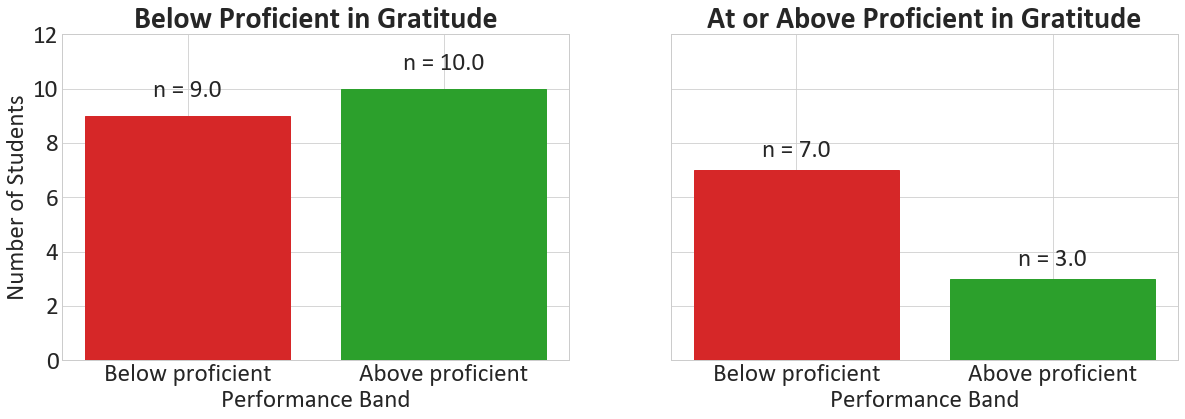 Below Proficient in Gratitude
Number of Students
12
10
8
6
4
2
0
n = 9.0
n = 10.0
Below proficient
Above proficient
Performance Band
At or Above Proficient in Gratitude
n = 7.0
n = 3.0
Below proficient
Above proficient
Performance Band